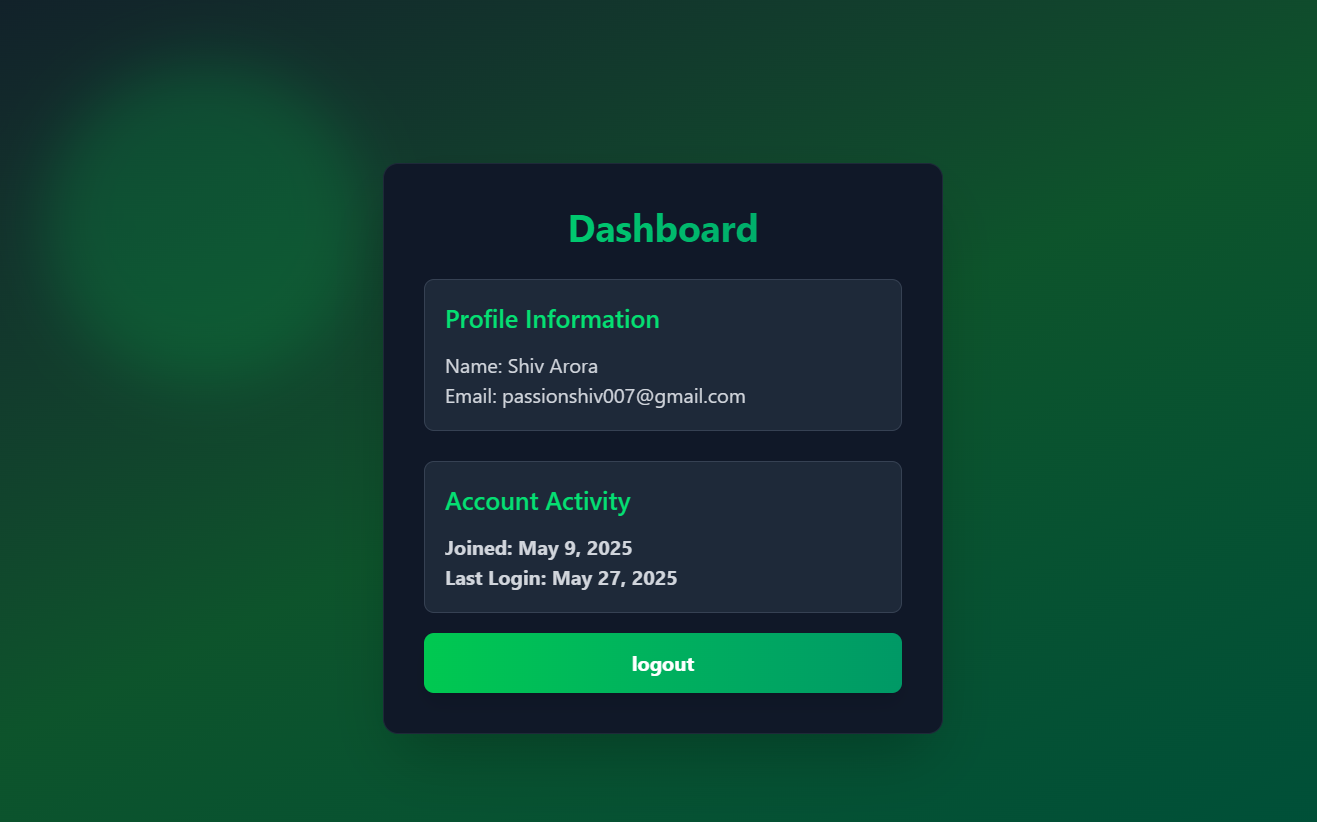 Dashboard
Profile Information
Name: Shiv Arora
Email: passionshiv007@gmail.com
Account Activity
Joined: May 9, 2025
Last Login: May 27, 2025
logout